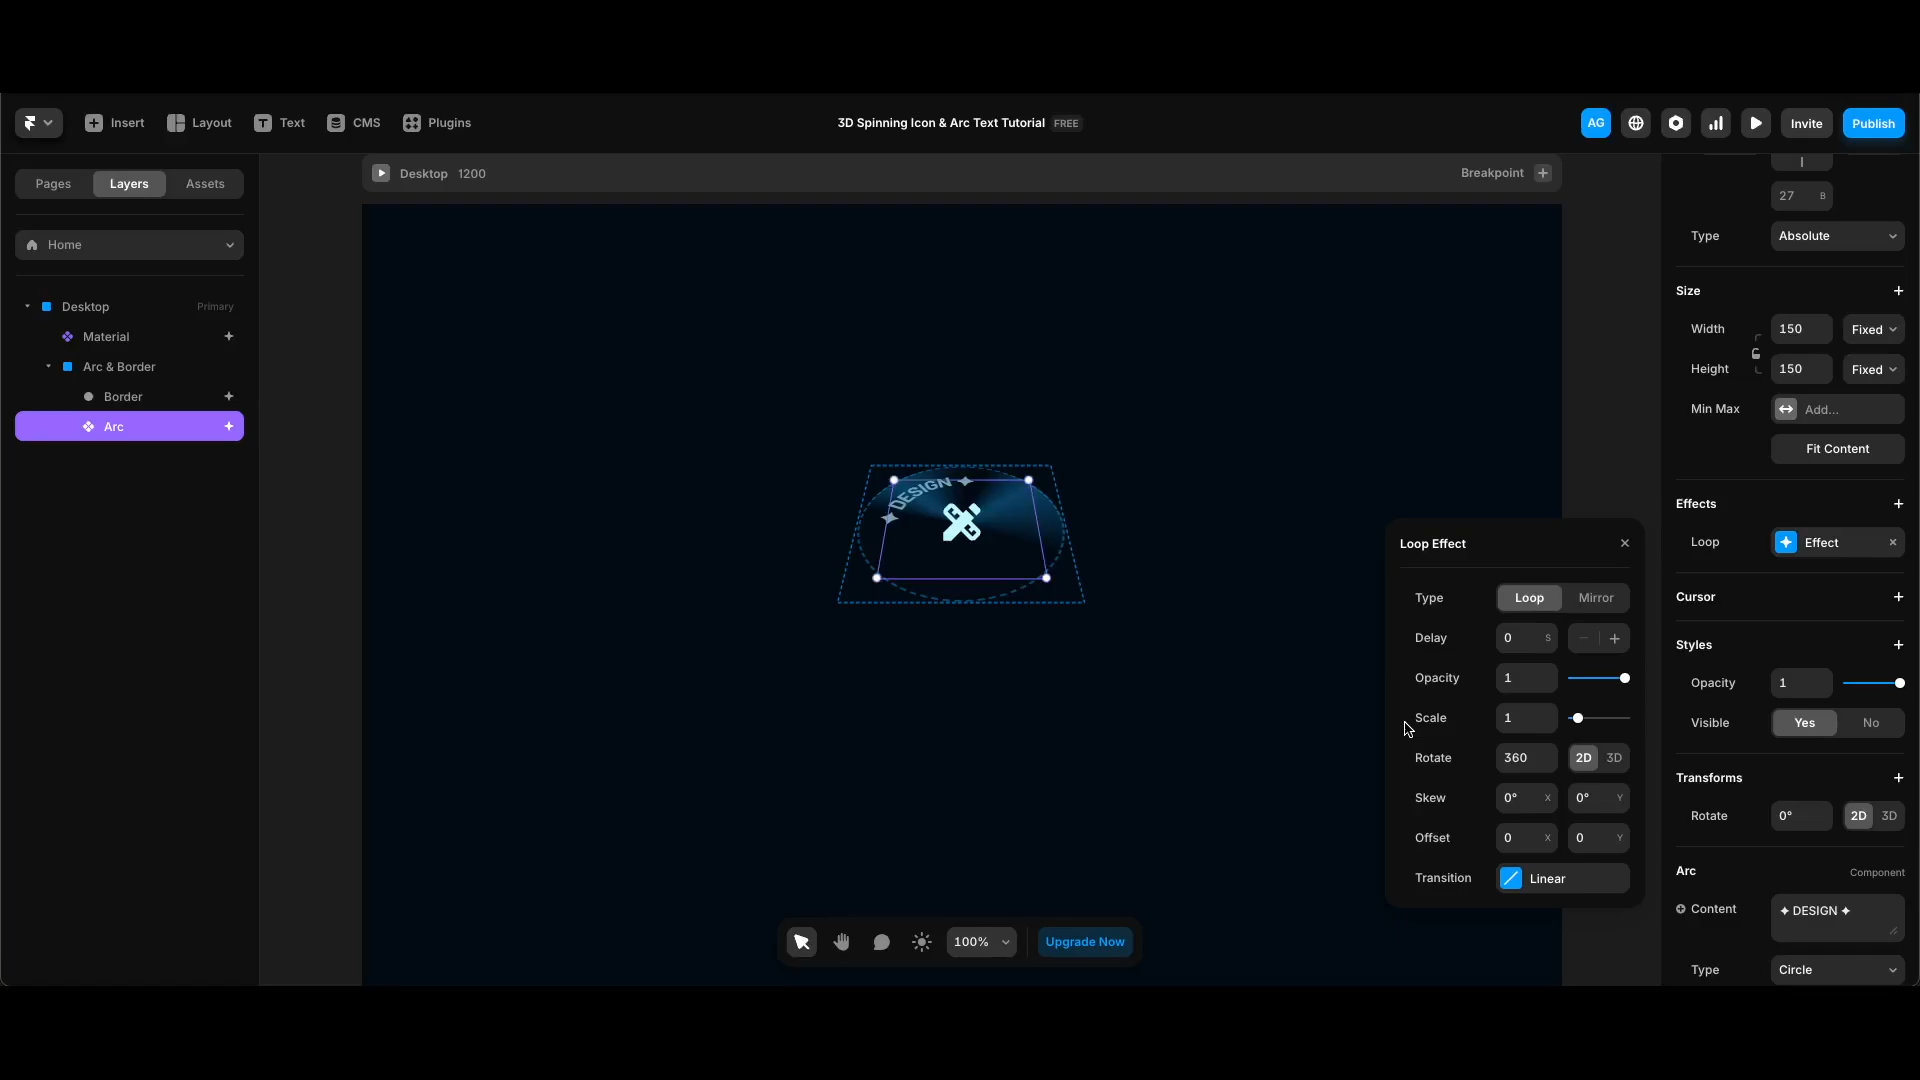 Insert
Layout
Text
CMS
Plugins
3D Spinning Icon & Arc Text Tutorial FREE
AG
Invite
Publish
Pages
Layers
Assets
Home
Desktop Primary
Material
Arc & Border
Border
Arc
Desktop 1200
Breakpoint
✦ DESIGN ✦
100%
Upgrade Now
Loop Effect
Type Loop Mirror
Delay 0 S
Opacity 1
Scale 1
Rotate 360 2D 3D
Skew 0° X 0° Y
Offset 0 X 0 Y
Transition Linear
27 B
Type Absolute
Size
Width 150 Fixed
Height 150 Fixed
Min Max Add...
Fit Content
Effects
Loop Effect
Cursor
Styles
Opacity 1
Visible Yes No
Transforms
Rotate 0° 2D 3D
Arc Component
Content ✦ DESIGN ✦
Type Circle